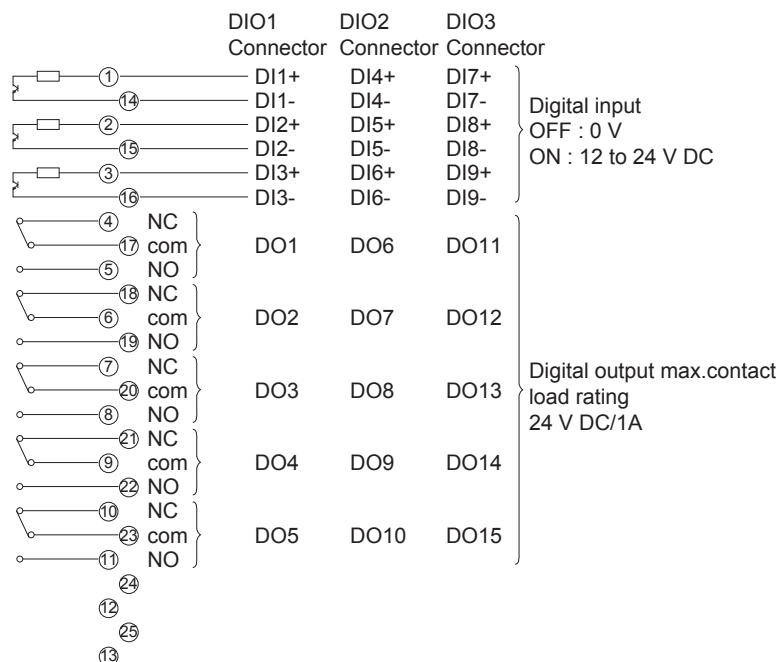 DIO1 DIO2 DIO3
Connector Connector Connector
1 DI1+ DI4+ DI7+
14 DI1- DI4- DI7-
2 DI2+ DI5+ DI8+
15 DI2- DI5- DI8-
3 DI3+ DI6+ DI9+
16 DI3- DI6- DI9-
Digital input
OFF : 0 V
ON : 12 to 24 V DC
4 NC
17 com DO1 DO6 DO11
5 NO
18 NC
6 com DO2 DO7 DO12
19 NO
7 NC
20 com DO3 DO8 DO13
8 NO
21 NC
9 com DO4 DO9 DO14
22 NO
10 NC
23 com DO5 DO10 DO15
11 NO
Digital output max.contact
load rating
24 V DC/1A
24
12
25
13